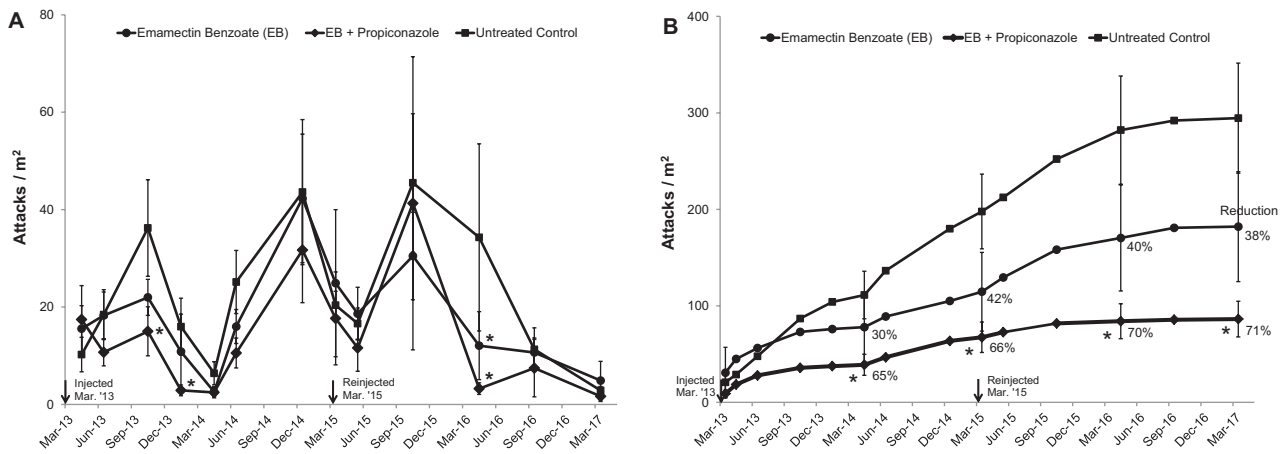 A
80
60
40
20
0
Attacks / m²
Emamectin Benzoate (EB) EB + Propiconazole Untreated Control
*
*
*
*
Injected
Mar. '13
Reinjected
Mar. '15
Mar-13 Jun-13 Sep-13 Dec-13 Mar-14 Jun-14 Sep-14 Dec-14 Mar-15 Jun-15 Sep-15 Dec-15 Mar-16 Jun-16 Sep-16 Dec-16 Mar-17
B
400
300
200
100
0
Attacks / m²
Emamectin Benzoate (EB) EB + Propiconazole Untreated Control
Reduction
38%
40%
42%
30%
* 71%
* 70%
* 66%
* 65%
Injected
Mar. '13
Reinjected
Mar. '15
Mar-13 Jun-13 Sep-13 Dec-13 Mar-14 Jun-14 Sep-14 Dec-14 Mar-15 Jun-15 Sep-15 Dec-15 Mar-16 Jun-16 Sep-16 Dec-16 Mar-17